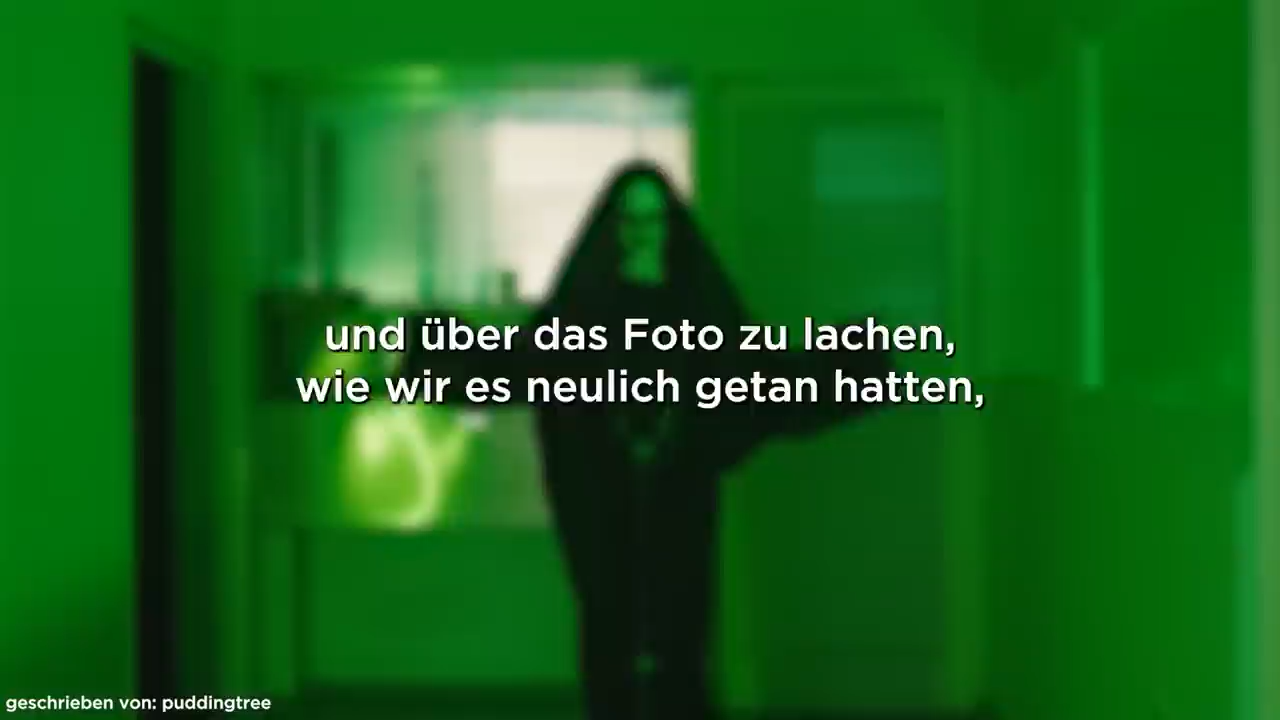 und über das Foto zu lachen,
wie wir es neulich getan hatten,
geschrieben von: puddingtree